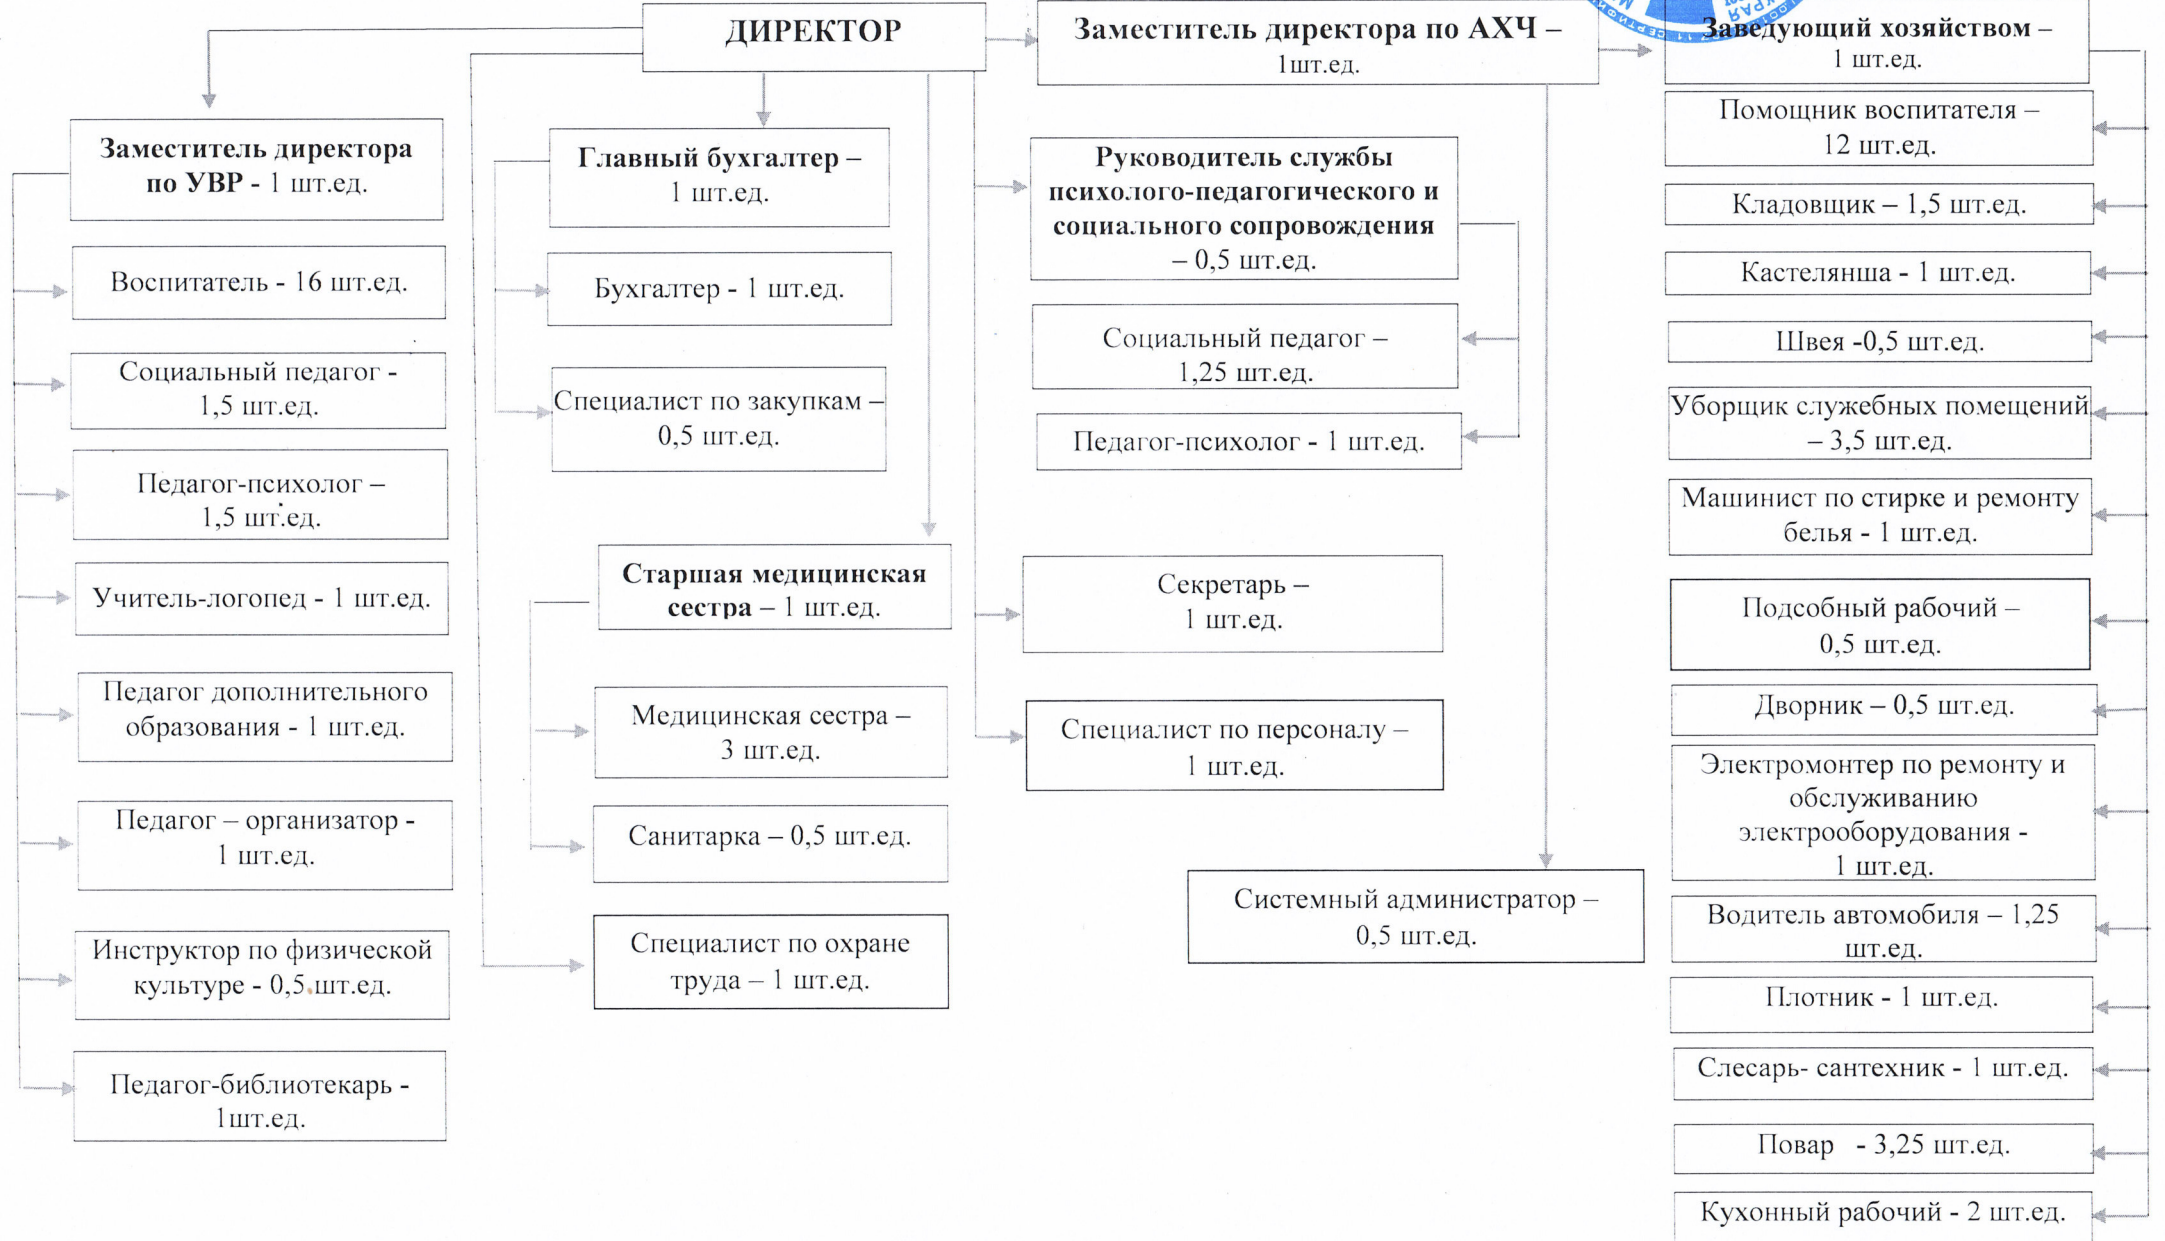 ДИРЕКТОР
Заместитель директора по АХЧ –
1шт.ед.
Заведующий хозяйством –
1 шт.ед.
Заместитель директора
по УВР - 1 шт.ед.
Воспитатель - 16 шт.ед.
Социальный педагог -
1,5 шт.ед.
Педагог-психолог –
1,5 шт.ед.
Учитель-логопед - 1 шт.ед.
Педагог дополнительного
образования - 1 шт.ед.
Педагог – организатор -
1 шт.ед.
Инструктор по физической
культуре - 0,5 шт.ед.
Педагог-библиотекарь -
1шт.ед.
Главный бухгалтер –
1 шт.ед.
Бухгалтер - 1 шт.ед.
Специалист по закупкам –
0,5 шт.ед.
Старшая медицинская
сестра – 1 шт.ед.
Медицинская сестра –
3 шт.ед.
Санитарка – 0,5 шт.ед.
Специалист по охране
труда – 1 шт.ед.
Руководитель службы
психолого-педагогического и
социального сопровождения
– 0,5 шт.ед.
Социальный педагог –
1,25 шт.ед.
Педагог-психолог - 1 шт.ед.
Секретарь –
1 шт.ед.
Специалист по персоналу –
1 шт.ед.
Системный администратор –
0,5 шт.ед.
Помощник воспитателя –
12 шт.ед.
Кладовщик – 1,5 шт.ед.
Кастелянша - 1 шт.ед.
Швея -0,5 шт.ед.
Уборщик служебных помещений
– 3,5 шт.ед.
Машинист по стирке и ремонту
белья - 1 шт.ед.
Подсобный рабочий –
0,5 шт.ед.
Дворник – 0,5 шт.ед.
Электромонтер по ремонту и
обслуживанию
электрооборудования -
1 шт.ед.
Водитель автомобиля – 1,25
шт.ед.
Плотник - 1 шт.ед.
Слесарь- сантехник - 1 шт.ед.
Повар - 3,25 шт.ед.
Кухонный рабочий - 2 шт.ед.